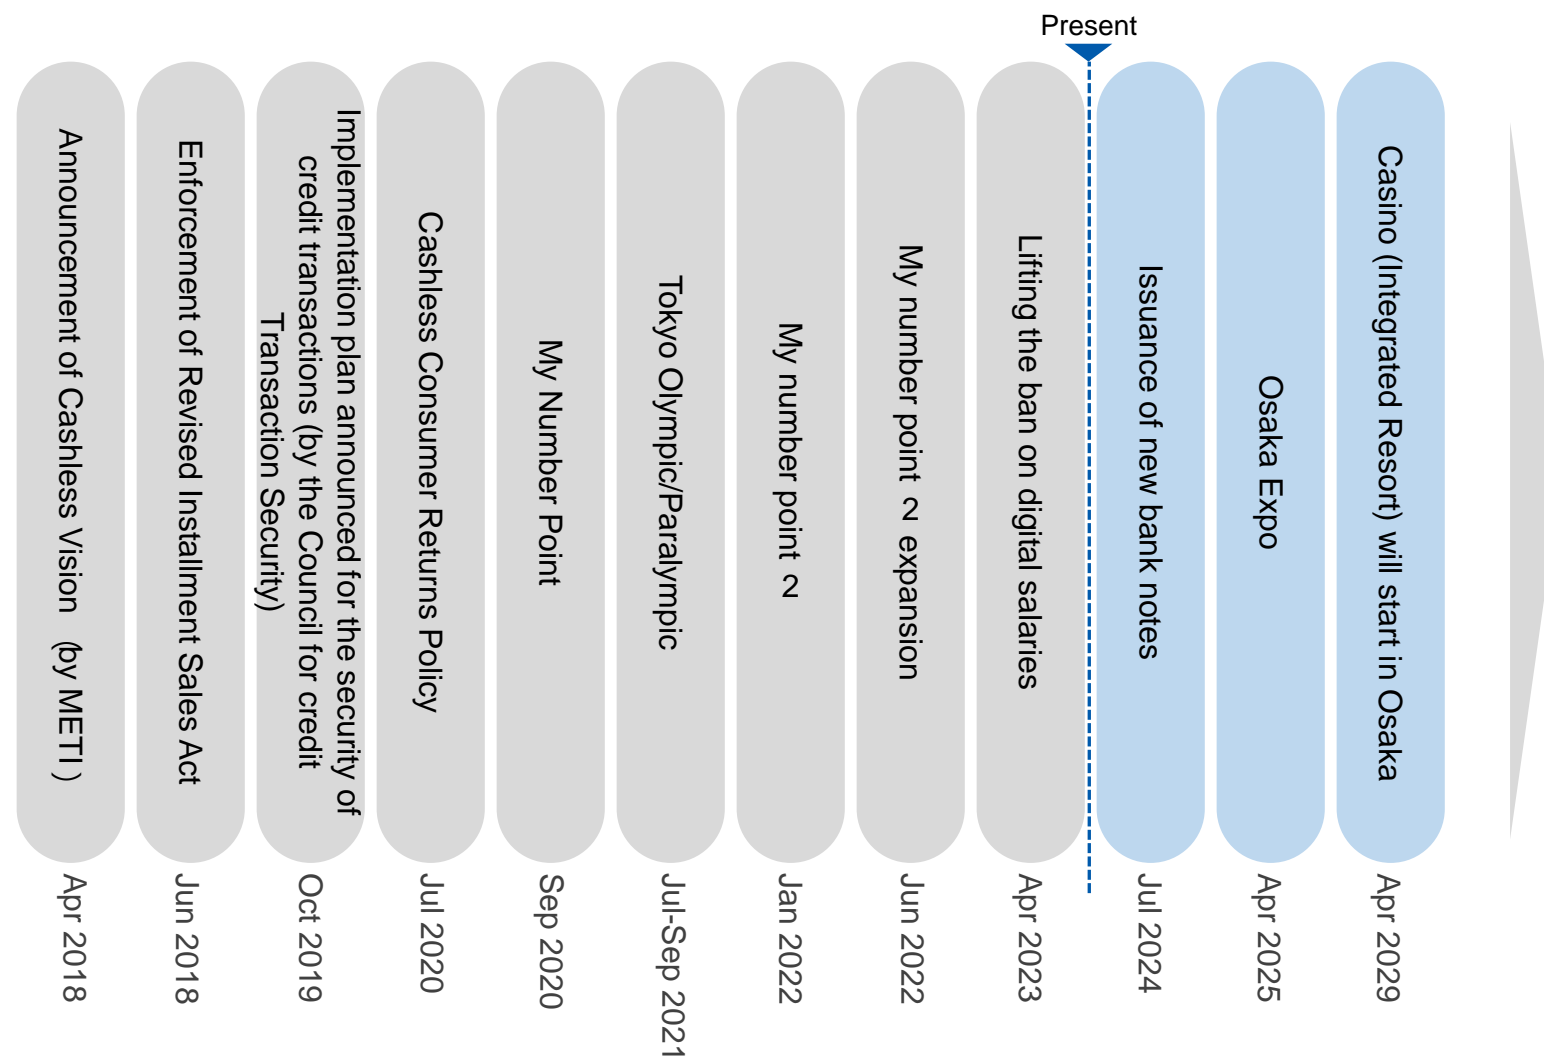 Present
Announcement of Cashless Vision (by METI)
Enforcement of Revised Installment Sales Act
Implementation plan announced for the security of
credit transactions (by the Council for credit
Transaction Security)
Cashless Consumer Returns Policy
My Number Point
Tokyo Olympic/Paralympic
My number point 2
My number point 2 expansion
Lifting the ban on digital salaries
Issuance of new bank notes
Osaka Expo
Casino (Integrated Resort) will start in Osaka
Apr 2018
Jun 2018
Oct 2019
Jul 2020
Sep 2020
Jul-Sep 2021
Jan 2022
Jun 2022
Apr 2023
Jul 2024
Apr 2025
Apr 2029